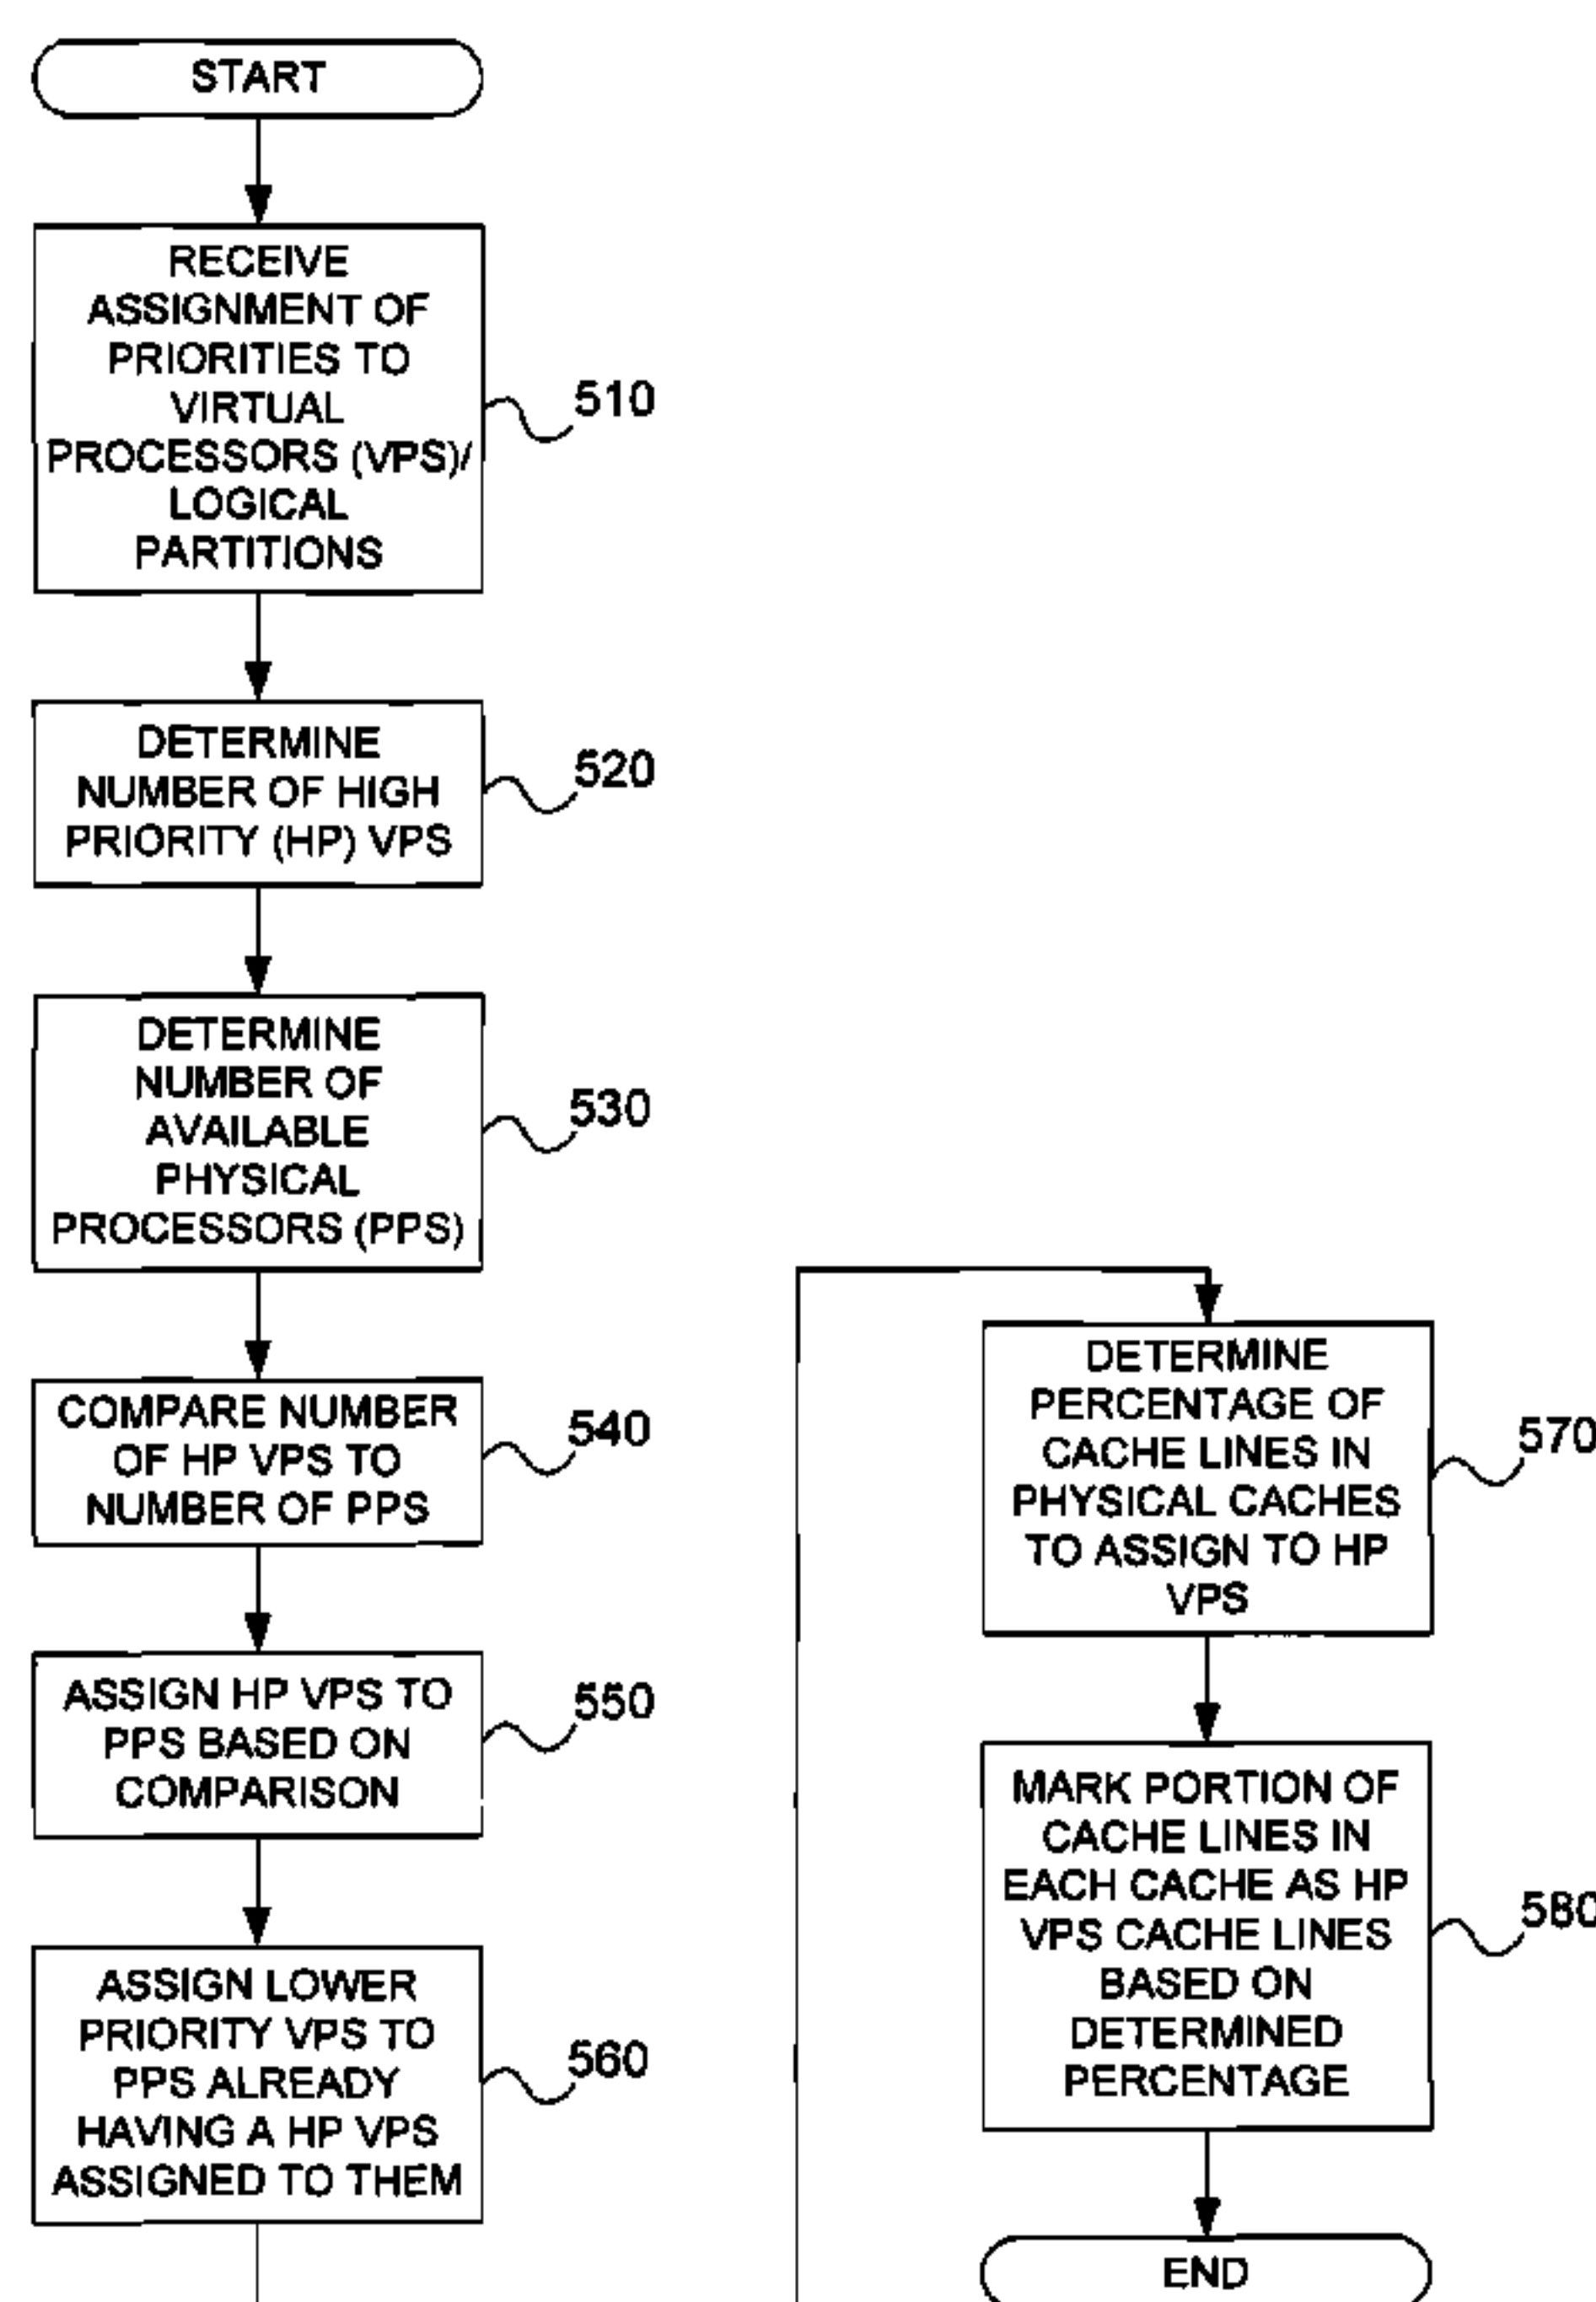 START
RECEIVE
ASSIGNMENT OF
PRIORITIES TO
VIRTUAL
PROCESSORS (VPS)/
LOGICAL
PARTITIONS
510
DETERMINE
NUMBER OF HIGH
PRIORITY (HP) VPS
520
DETERMINE
NUMBER OF
AVAILABLE
PHYSICAL
PROCESSORS (PPS)
530
COMPARE NUMBER
OF HP VPS TO
NUMBER OF PPS
540
ASSIGN HP VPS TO
PPS BASED ON
COMPARISON
550
ASSIGN LOWER
PRIORITY VPS TO
PPS ALREADY
HAVING A HP VPS
ASSIGNED TO THEM
560
DETERMINE
PERCENTAGE OF
CACHE LINES IN
PHYSICAL CACHES
TO ASSIGN TO HP
VPS
570
MARK PORTION OF
CACHE LINES IN
EACH CACHE AS HP
VPS CACHE LINES
BASED ON
DETERMINED
PERCENTAGE
580
END